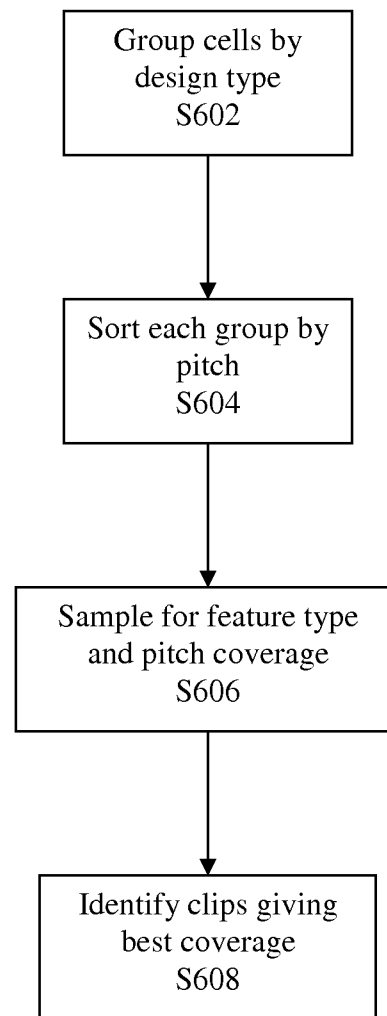 Group cells by
design type
S602
Sort each group by
pitch
S604
Sample for feature type
and pitch coverage
S606
Identify clips giving
best coverage
S608